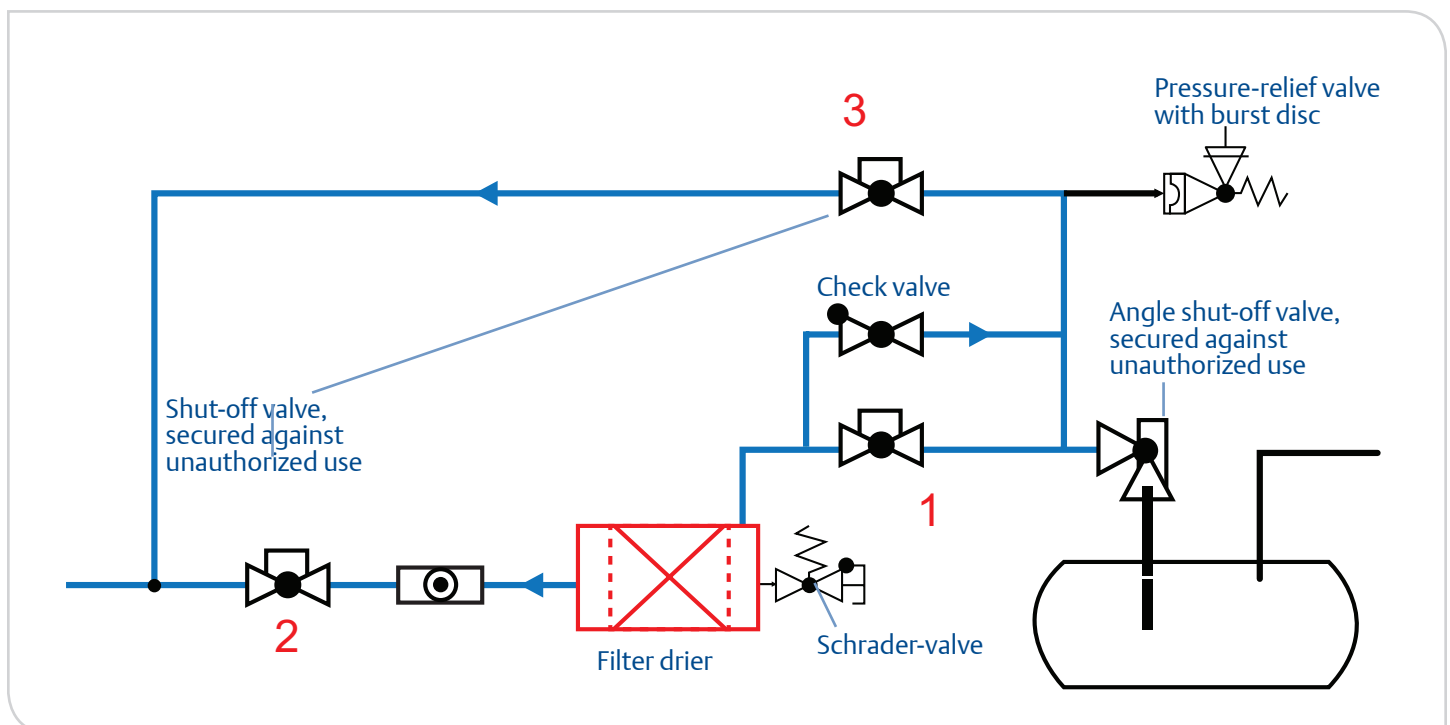 3
Pressure-relief valve
with burst disc
Check valve
Angle shut-off valve,
secured against
unauthorized use
Shut-off valve,
secured against
unauthorized use
1
2
Filter drier
Schrader-valve